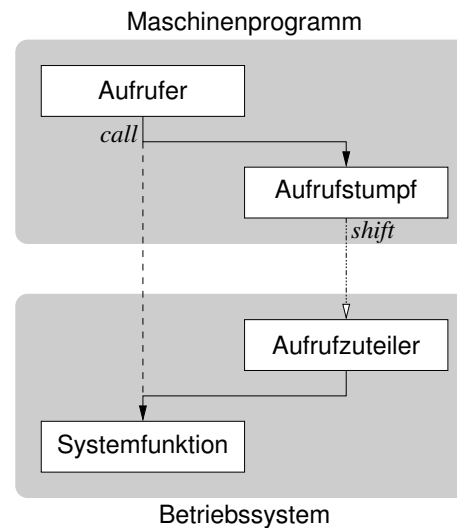 Maschinenprogramm
Aufrufer
call
Aufrufstumpf
shift
Aufrufzuteiler
Systemfunktion
Betriebssystem